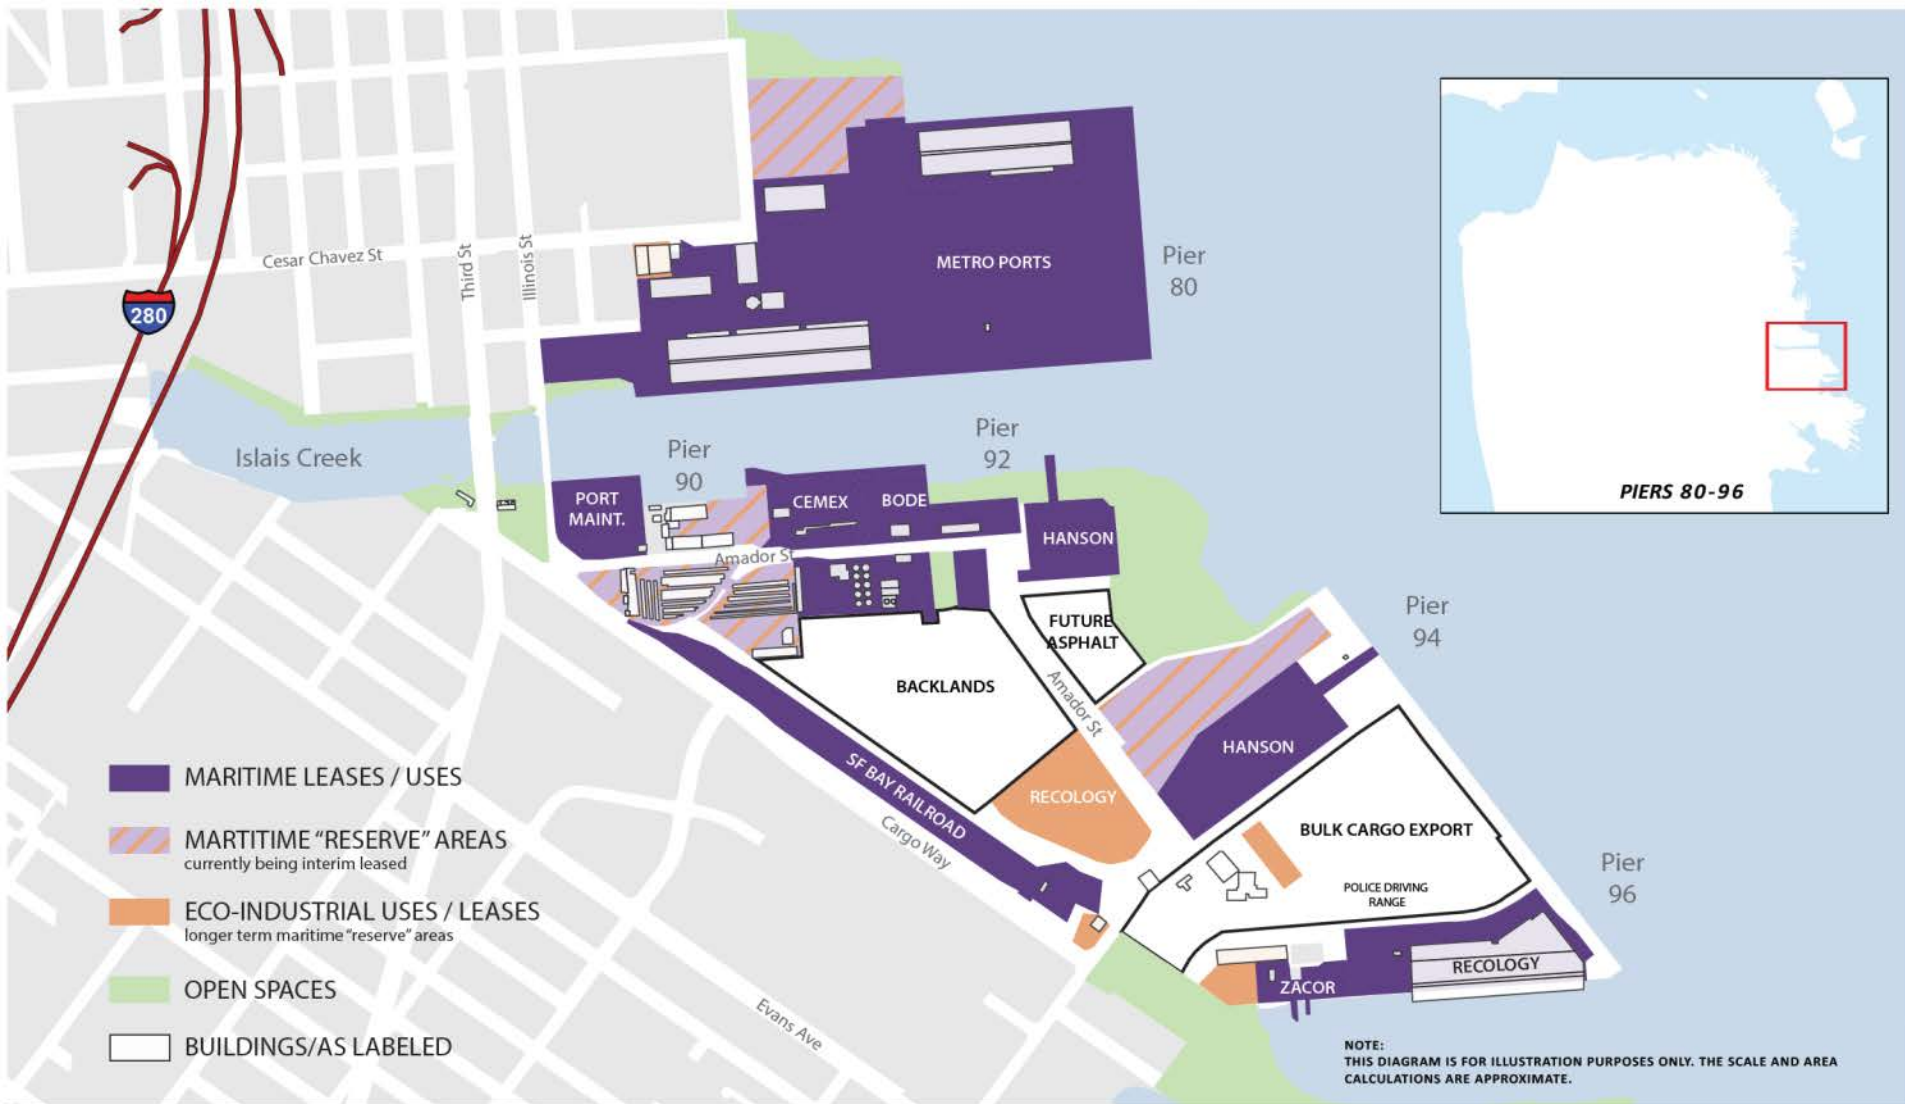 Cesar Chavez St
Third St
Illinois St
280
Islais Creek
METRO PORTS
Pier
80
Pier
90
Pier
92
PORT
MAINT.
CEMEX
BODE
HANSON
Amador St
FUTURE
ASPHALT
BACKLANDS
Amador St
Pier
94
HANSON
RECOLOGY
SF BAY RAILROAD
Cargo Way
BULK CARGO EXPORT
POLICE DRIVING
RANGE
Pier
96
RECOLOGY
ZACOR
Evans Ave
PIERS 80-96
MARITIME LEASES / USES
MARTITIME “RESERVE” AREAS
currently being interim leased
ECO-INDUSTRIAL USES / LEASES
longer term maritime “reserve” areas
OPEN SPACES
BUILDINGS/AS LABELED
NOTE:
THIS DIAGRAM IS FOR ILLUSTRATION PURPOSES ONLY. THE SCALE AND AREA
CALCULATIONS ARE APPROXIMATE.